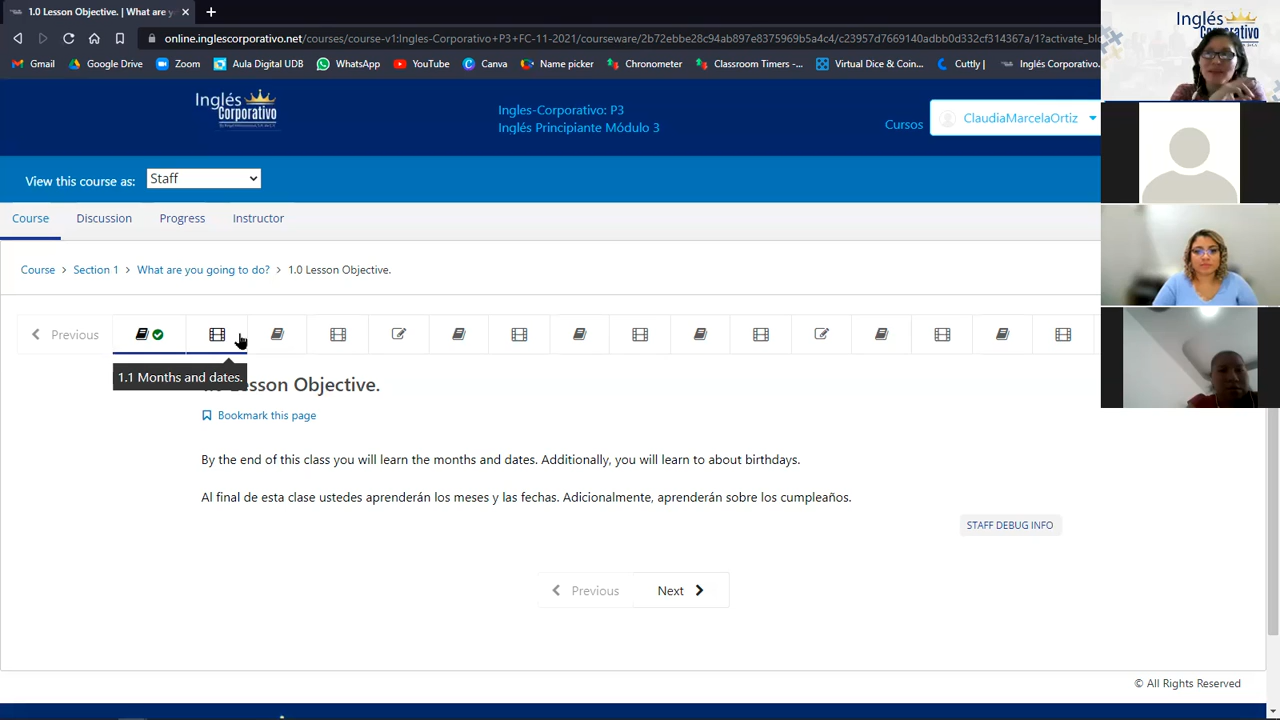 1.0 Lesson Objective. | What are y
online.inglescorporativo.net/courses/course-v1:Ingles-Corporativo+P3+FC-T1-2021/courseware/2b72ebbe28c94ab897e8375969b5c4c4/c23957d7669140adbb0d332cf314367a/1?activate_blo
Gmail Google Drive Zoom Aula Digital UDB WhatsApp YouTube Canva Name picker Chronometer Classroom Timers -... Virtual Dice & Coin... Cuttly | Inglés Corporativo.
Inglés
Corporativo
Inglés
Corporativo
Ingles-Corporativo: P3
Inglés Principiante Módulo 3
Cursos
ClaudiaMarcelaOrtiz
View this course as:
Staff
Course Discussion Progress Instructor
Course > Section 1 > What are you going to do? > 1.0 Lesson Objective.
Previous
1.1 Months and dates.
Lesson Objective.
Bookmark this page
By the end of this class you will learn the months and dates. Additionally, you will learn to about birthdays.
Al final de esta clase ustedes aprenderán los meses y las fechas. Adicionalmente, aprenderán sobre los cumpleaños.
STAFF DEBUG INFO
Previous Next
© All Rights Reserved